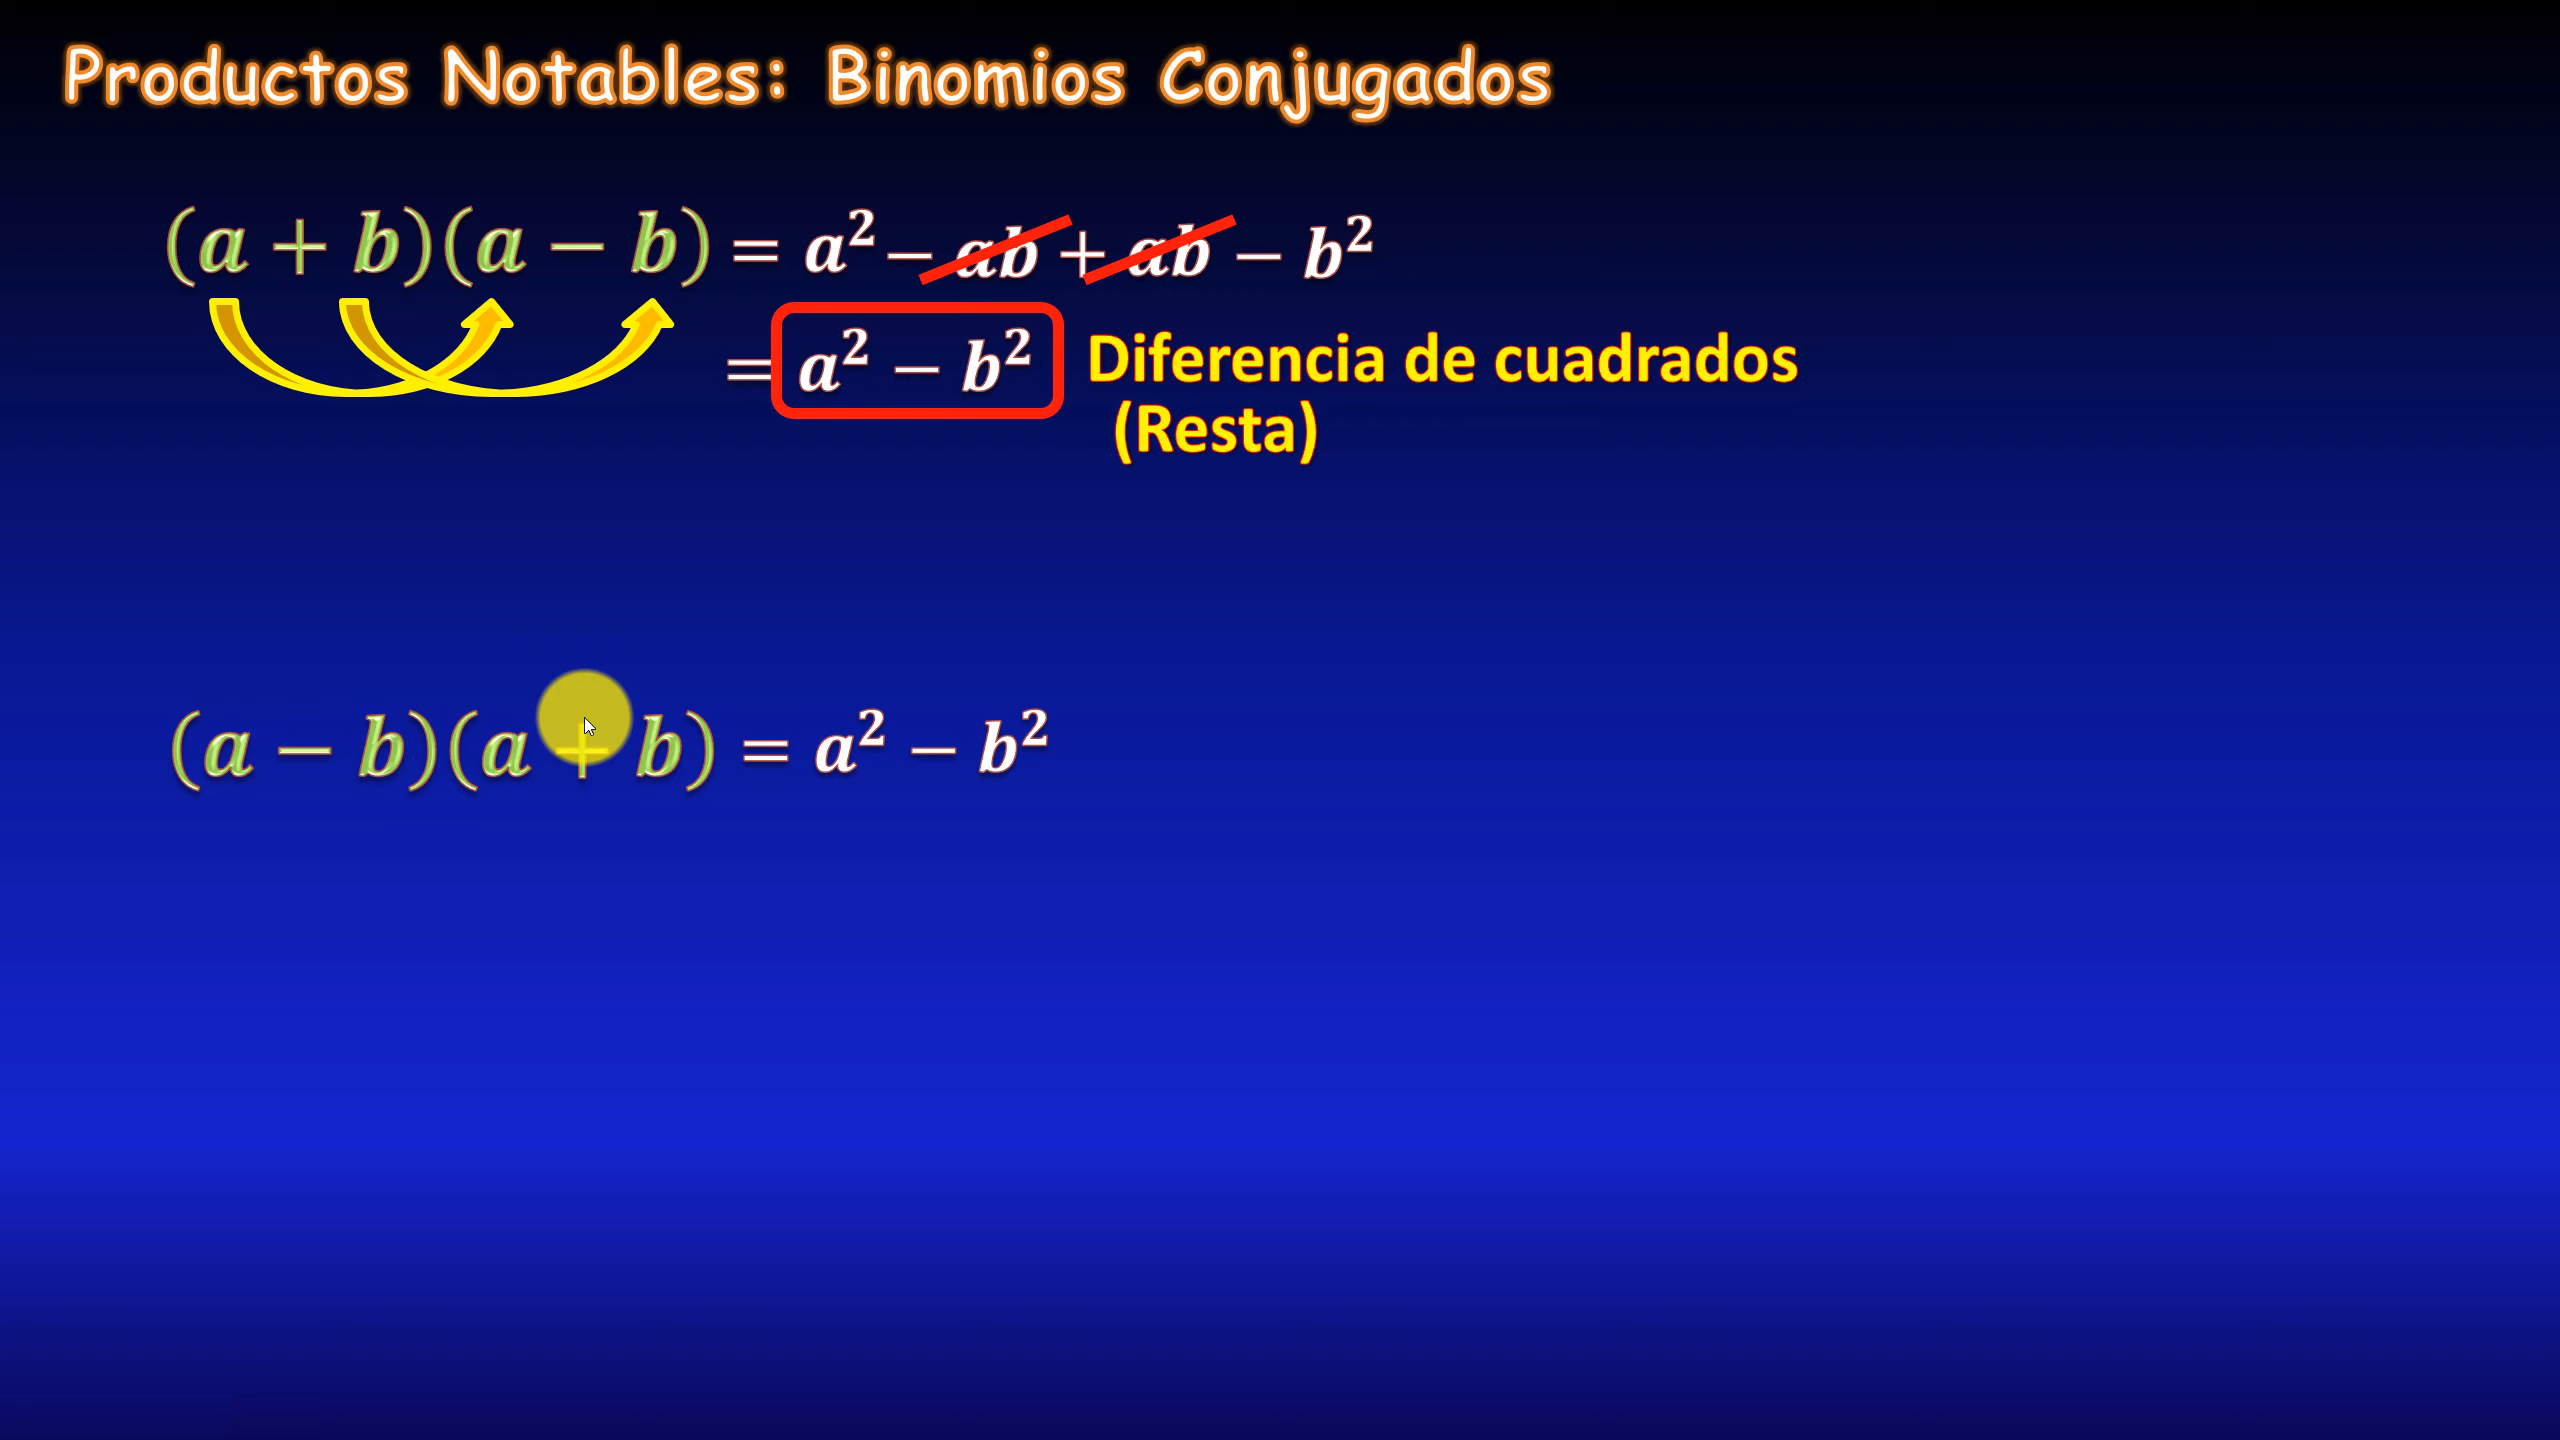 Productos Notables: Binomios Conjugados
(a + b)(a − b) = a² − ab + ab − b²
= a² − b² Diferencia de cuadrados
(Resta)
(a − b)(a + b) = a² − b²